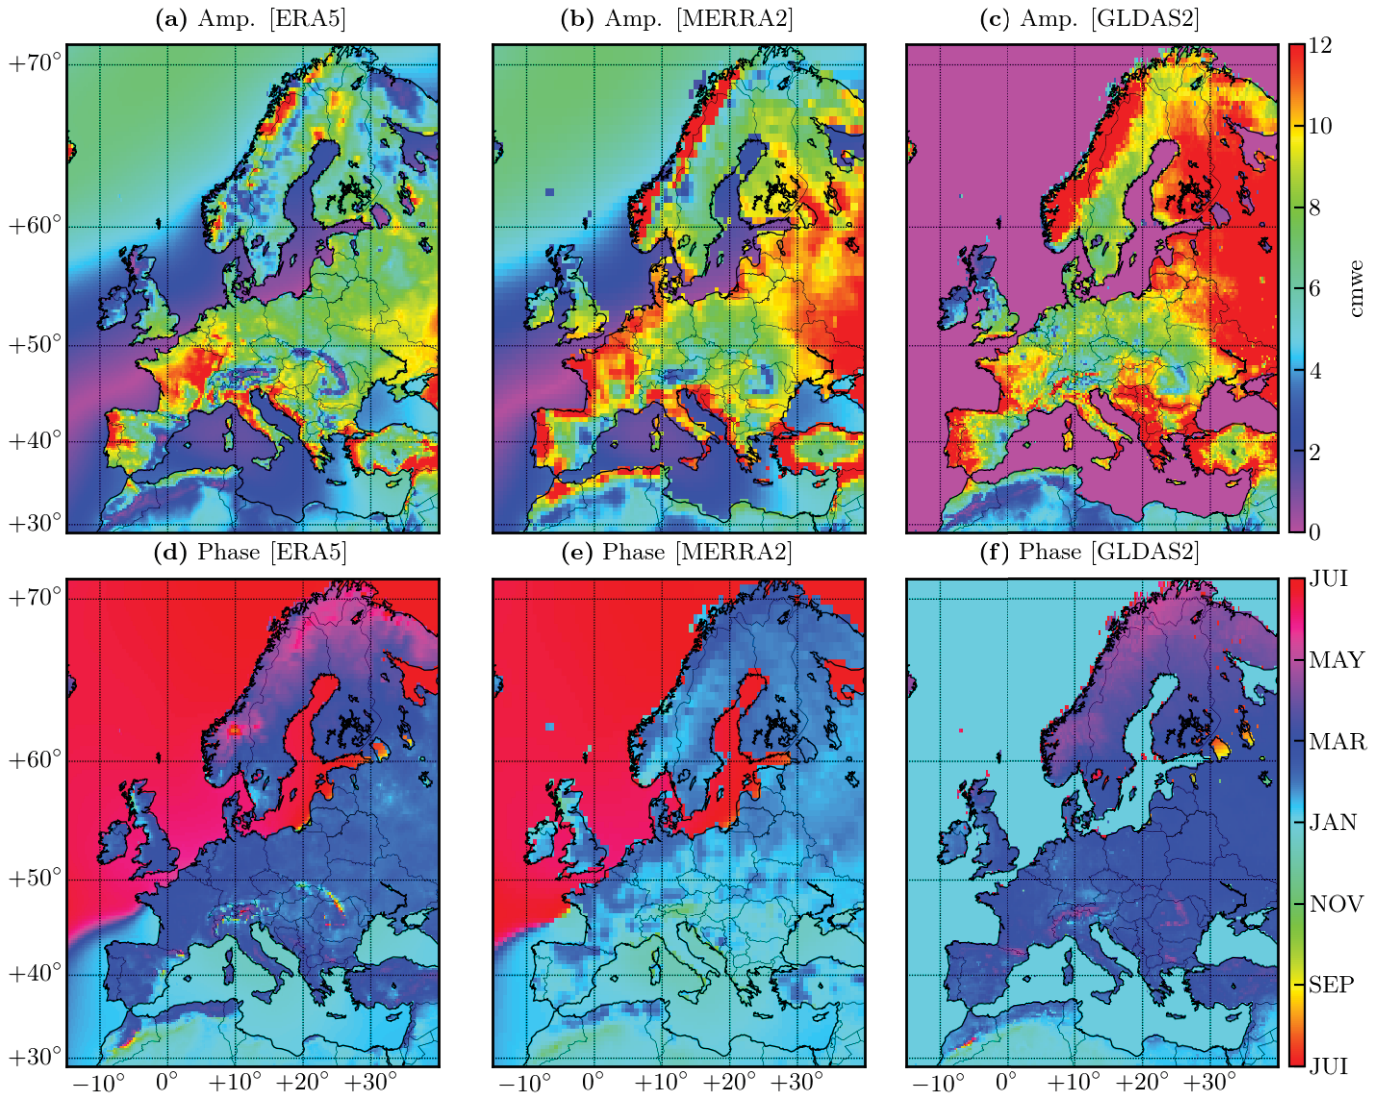 (a) Amp. [ERA5] (b) Amp. [MERRA2] (c) Amp. [GLDAS2]
+70° 12
10
+60° 8
cmwe
6
+50° 4
+40° 2
+30° 0
(d) Phase [ERA5] (e) Phase [MERRA2] (f) Phase [GLDAS2]
JUI
+70°
MAY
+60° MAR
JAN
+50°
NOV
+40° SEP
+30° JUI
−10° 0° +10° +20° +30° −10° 0° +10° +20° +30° −10° 0° +10° +20° +30°